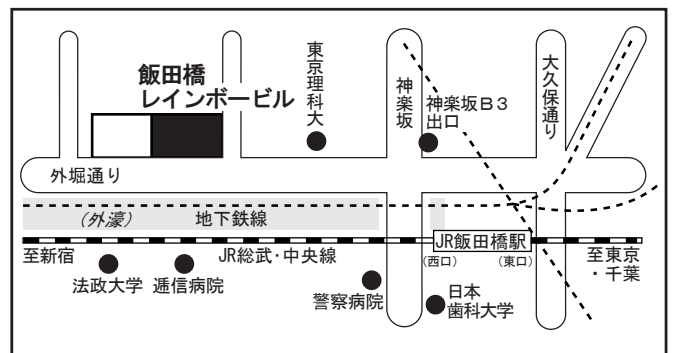 飯田橋
レインボービル
東京理科大
神楽坂
神楽坂Ｂ３
出口
大久保通り
外堀通り
(外濠)
地下鉄線
JR飯田橋駅
(西口)
(東口)
至新宿
JR総武・中央線
至東京
・千葉
法政大学
逓信病院
警察病院
日本
歯科大学